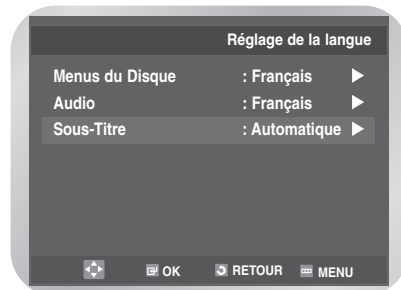 Réglage de la langue
Menus du Disque : Français
Audio : Français
Sous-Titre : Automatique
OK RETOUR MENU